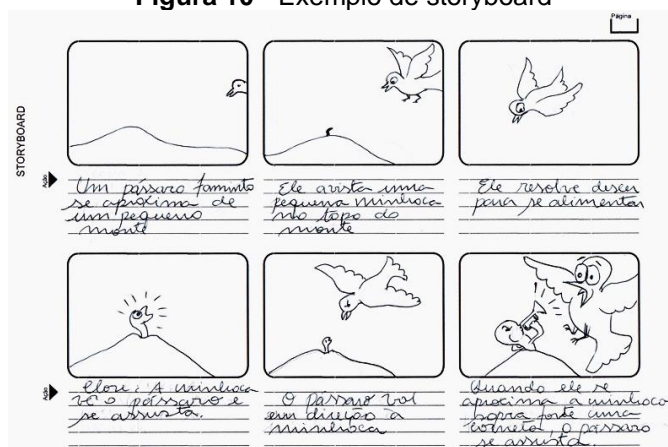 Figura 10 - Exemplo de storyboard
Página
STORYBOARD
Ação
Um pássaro faminto
se aproxima de
um pequeno
monte
Ele avista uma
pequena minhoca
no topo do
monte
Ele resolve descer
para se alimentar
!
Ação
Close: A minhoca
vê o pássaro e
se assusta.
O pássaro voa
em direção à
minhoca
Quando ele se
aproxima a minhoca
sopra forte uma
corneta, o pássaro
se assusta.